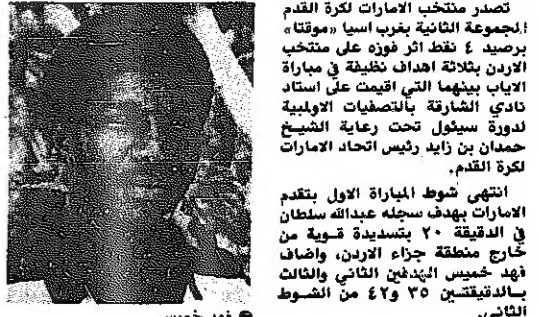 تصدر منتخب الامارات لكرة القدم
المجموعة الثانية بغرب اسيا «موقتا»
برصيد ٤ نقط اثر فوزه على منتخب
الاردن بثلاثة اهداف نظيفة في مباراة
الاياب بينهما التي اقيمت على استاد
نادي الشارقة بالتصفيات الاولمبية
لدورة سيئول تحت رعاية الشيخ
حمدان بن زايد رئيس اتحاد الامارات
لكرة القدم.
انتهى شوط المباراة الاول بتقدم
الامارات بهدف سجله عبدالله سلطان
في الدقيقة ٢٠ بتسديدة قوية من
خارج منطقة جزاء الاردن، واضاف
فهد خميس الهدفين الثاني والثالث
بالدقيقتين ٣٥ و٤٢ من الشوط
الثاني.
فهد خميس